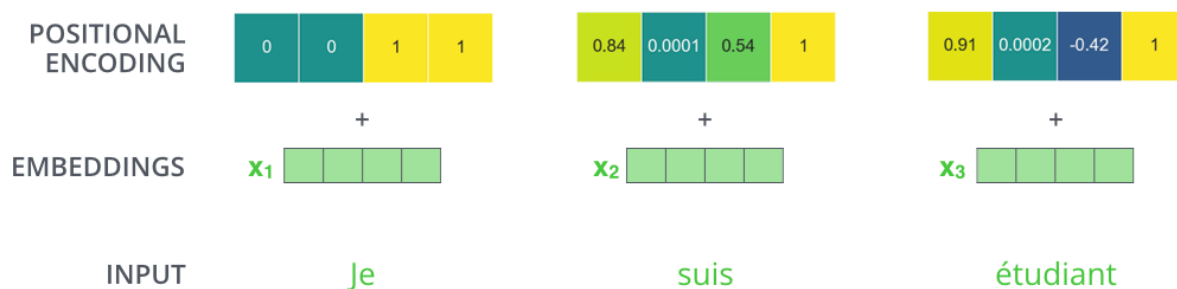 POSITIONAL
ENCODING
0 0 1 1
0.84 0.0001 0.54 1
0.91 0.0002 -0.42 1
+ + +
EMBEDDINGS x1 x2 x3
INPUT Je suis étudiant